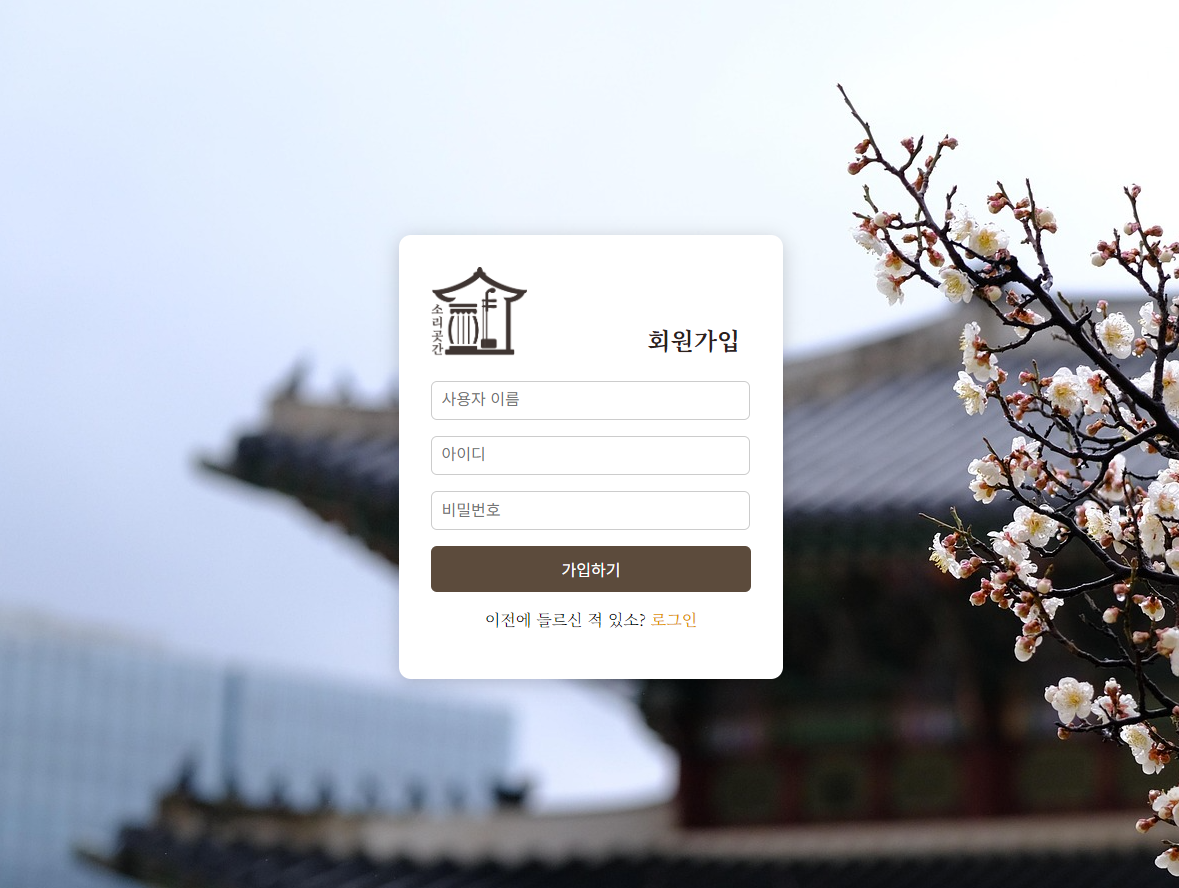 소리곳간
회원가입
사용자 이름
아이디
비밀번호
가입하기
이전에 들르신 적 있소? 로그인